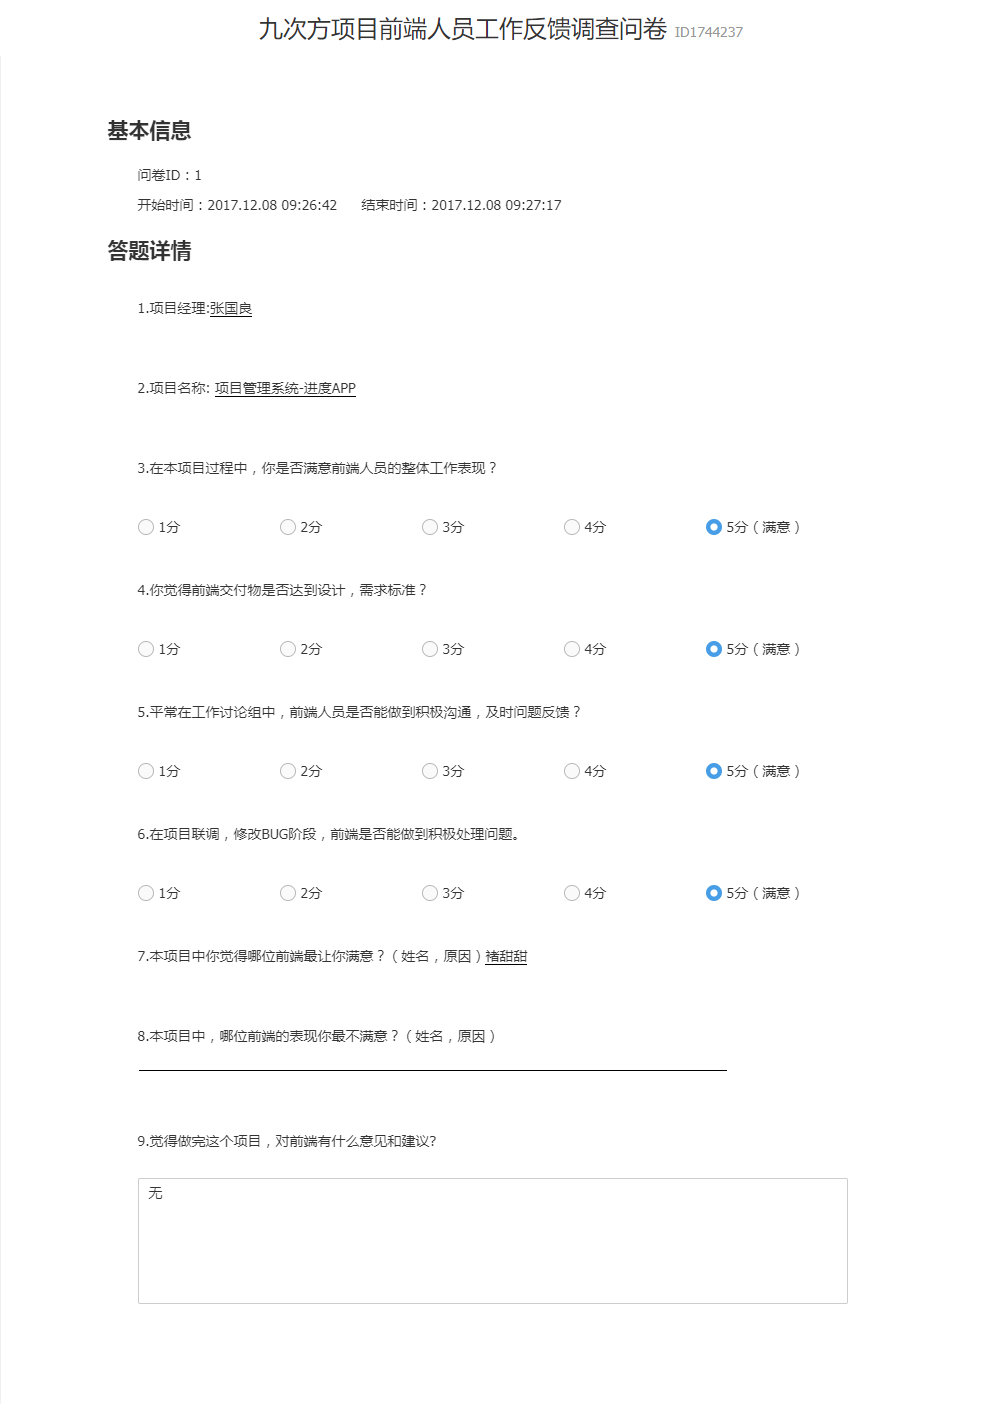 九次方项目前端人员工作反馈调查问卷 ID1744237
基本信息
问卷ID：1
开始时间：2017.12.08 09:26:42 结束时间：2017.12.08 09:27:17
答题详情
1.项目经理:张国良
2.项目名称: 项目管理系统-进度APP
3.在本项目过程中，你是否满意前端人员的整体工作表现？
1分 2分 3分 4分 5分（满意）
4.你觉得前端交付物是否达到设计，需求标准？
1分 2分 3分 4分 5分（满意）
5.平常在工作讨论组中，前端人员是否能做到积极沟通，及时问题反馈？
1分 2分 3分 4分 5分（满意）
6.在项目联调，修改BUG阶段，前端是否能做到积极处理问题。
1分 2分 3分 4分 5分（满意）
7.本项目中你觉得哪位前端最让你满意？（姓名，原因）褚甜甜
8.本项目中，哪位前端的表现你最不满意？（姓名，原因）
9.觉得做完这个项目，对前端有什么意见和建议?
无